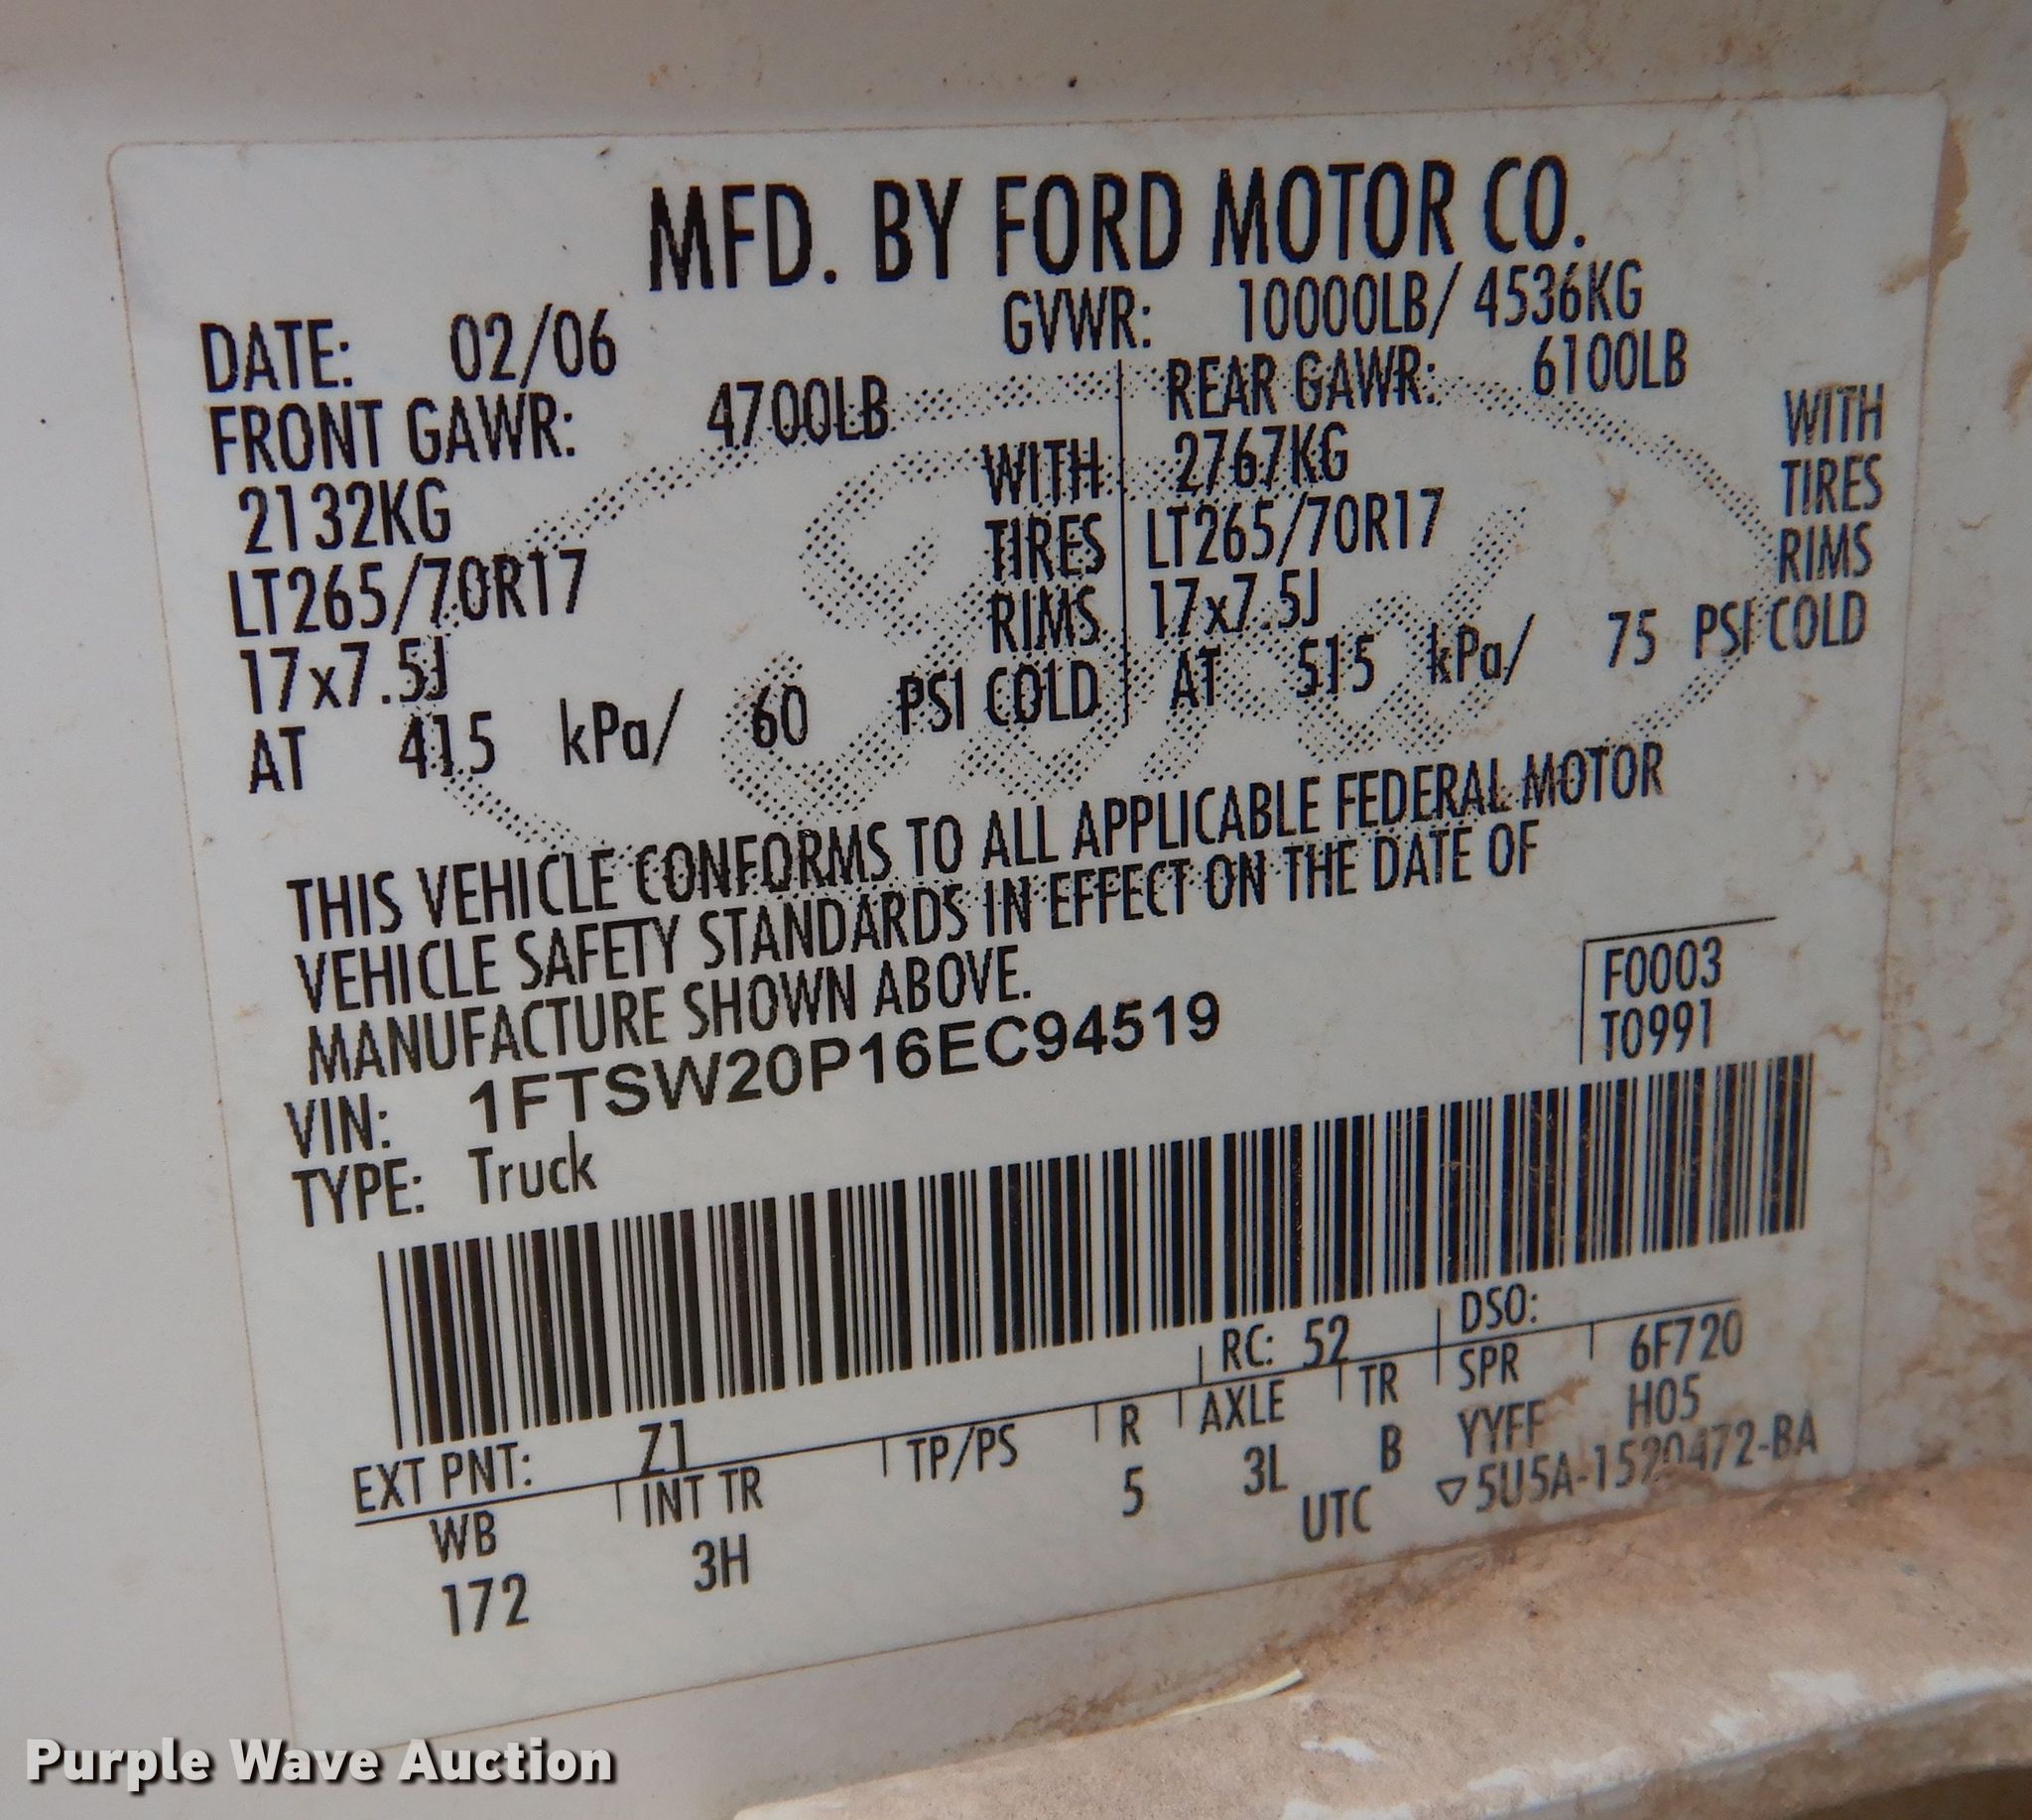 MFD. BY FORD MOTOR CO.
DATE: 02/06 GVWR: 10000LB/ 4536KG
FRONT GAWR: 4700LB REAR GAWR: 6100LB
2132KG WITH 2767KG WITH
LT265/70R17 TIRES LT265/70R17 TIRES
17x7.5J RIMS 17x7.5J RIMS
AT 415 kPa/ 60 PSI COLD AT 515 kPa/ 75 PSI COLD
THIS VEHICLE CONFORMS TO ALL APPLICABLE FEDERAL MOTOR
VEHICLE SAFETY STANDARDS IN EFFECT ON THE DATE OF
MANUFACTURE SHOWN ABOVE.
VIN: 1FTSW20P16EC94519
TYPE: Truck
F0003
T0991
EXT PNT: Z1 RC: 52 DSO:
WB INT TR TP/PS R AXLE TR SPR 6F720
172 3H 5 3L B YYFF H05
UTC ▽5U5A-1520472-BA
Ford
Purple Wave Auction